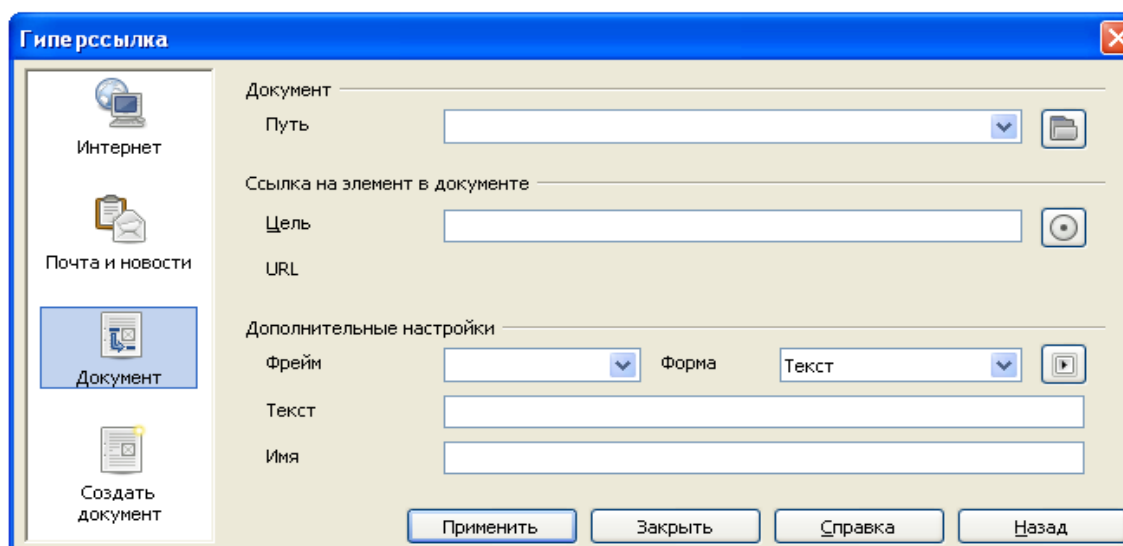 Гиперссылка
Интернет
Почта и новости
Документ
Создать
документ
Документ
Путь
Ссылка на элемент в документе
Цель
URL
Дополнительные настройки
Фрейм Форма Текст
Текст
Имя
Применить Закрыть Справка Назад